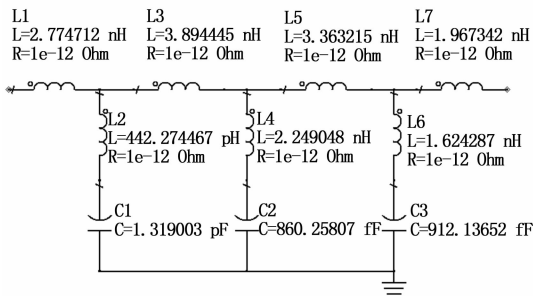 L1
L=2.774712 nH
R=1e-12 Ohm
L3
L=3.894445 nH
R=1e-12 Ohm
L5
L=3.363215 nH
R=1e-12 Ohm
L7
L=1.967342 nH
R=1e-12 Ohm
L2
L=442.274467 pH
R=1e-12 Ohm
L4
L=2.249048 nH
R=1e-12 Ohm
L6
L=1.624287 nH
R=1e-12 Ohm
C1
C=1.319003 pF
C2
C=860.25807 fF
C3
C=912.13652 fF